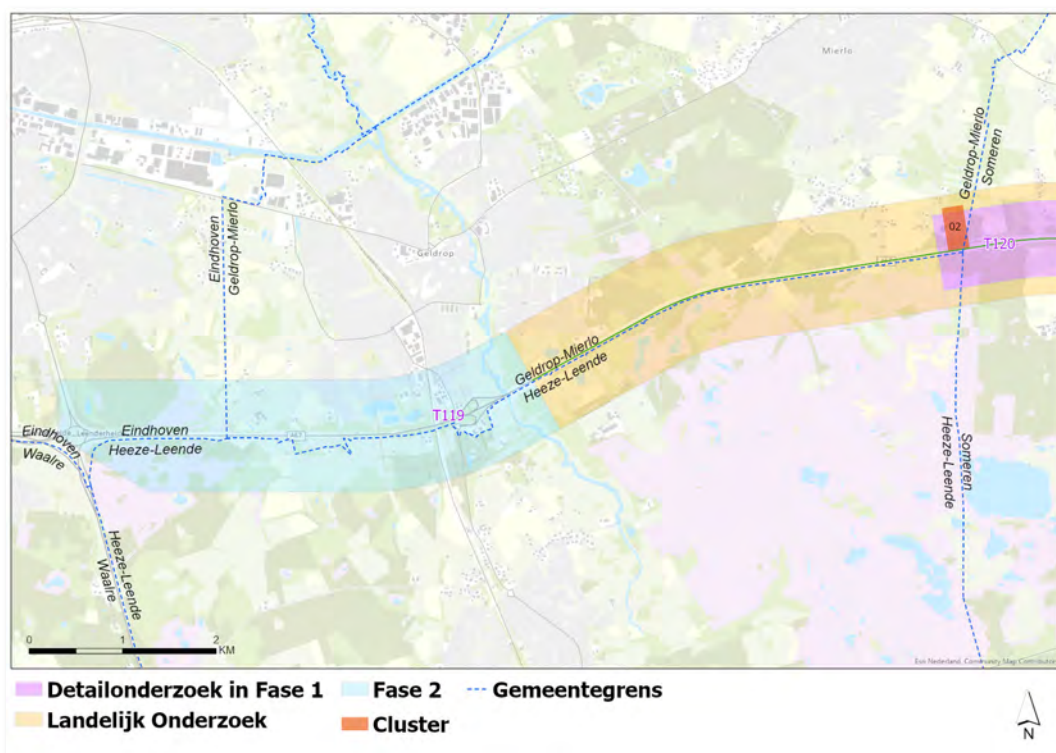 Mierlo
Geldrop-Mierlo
Someren
02
T120
Eindhoven
Geldrop-Mierlo
Geldrop
Geldrop-Mierlo
Heeze-Leende
T119
Eindhoven
Heeze-Leende
Eindhoven
Waalre
Someren
Heeze-Leende
Heeze-Leende
Waalre
0 1 2
KM
Esri Nederland, Community Map Contributors
Detailonderzoek in Fase 1
Fase 2
Gemeentegrens
Landelijk Onderzoek
Cluster
N